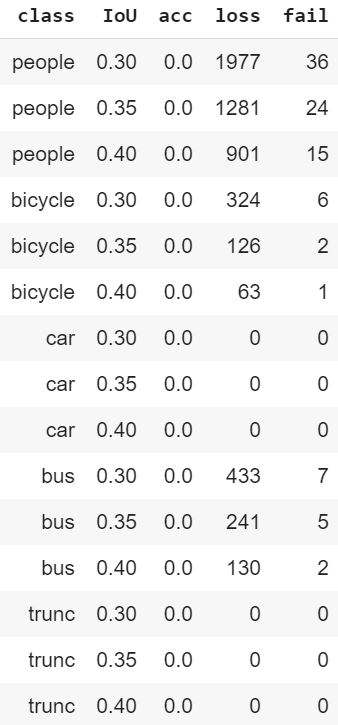 class IoU acc loss fail
people 0.30 0.0 1977 36
people 0.35 0.0 1281 24
people 0.40 0.0 901 15
bicycle 0.30 0.0 324 6
bicycle 0.35 0.0 126 2
bicycle 0.40 0.0 63 1
car 0.30 0.0 0 0
car 0.35 0.0 0 0
car 0.40 0.0 0 0
bus 0.30 0.0 433 7
bus 0.35 0.0 241 5
bus 0.40 0.0 130 2
trunc 0.30 0.0 0 0
trunc 0.35 0.0 0 0
trunc 0.40 0.0 0 0